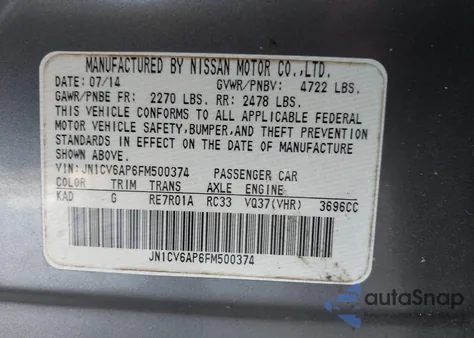 MANUFACTURED BY NISSAN MOTOR CO.,LTD.
DATE: 07/14 GVWR/PNBV: 4722 LBS.
GAWR/PNBE FR: 2270 LBS. RR: 2478 LBS.
THIS VEHICLE CONFORMS TO ALL APPLICABLE FEDERAL
MOTOR VEHICLE SAFETY, BUMPER, AND THEFT PREVENTION
STANDARDS IN EFFECT ON THE DATE OF MANUFACTURE
SHOWN ABOVE.
VIN: JN1CV6AP6FM500374 PASSENGER CAR
COLOR TRIM TRANS AXLE ENGINE
KAD G RE7R01A RC33 VQ37(VHR) 3696CC
JN1CV6AP6FM500374
autaSnap